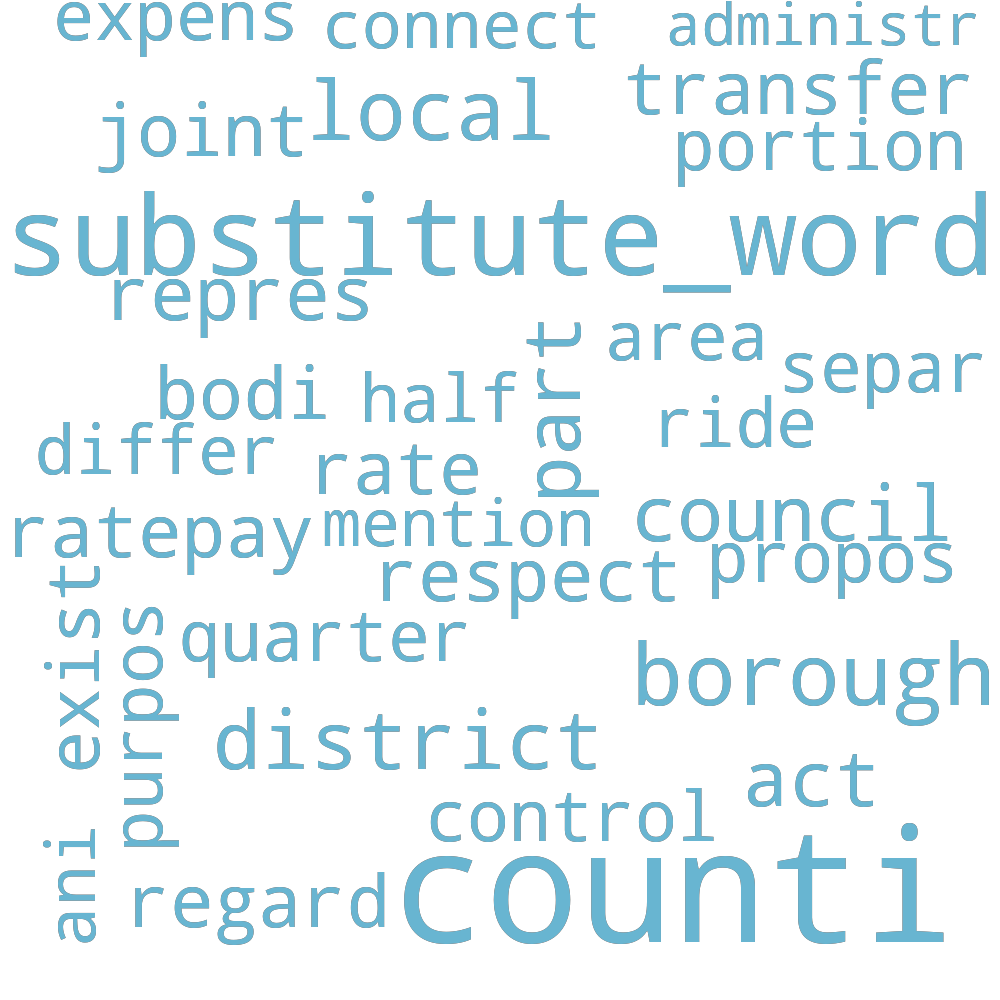 expens
connect
administr
transfer
local
joint
portion
substitute_word
repres
area
part
separ
bodi
half
ride
differ
rate
council
ratepay
mention
respect
propos
exist
purpos
quarter
borough
district
act
control
counti
ani
regard